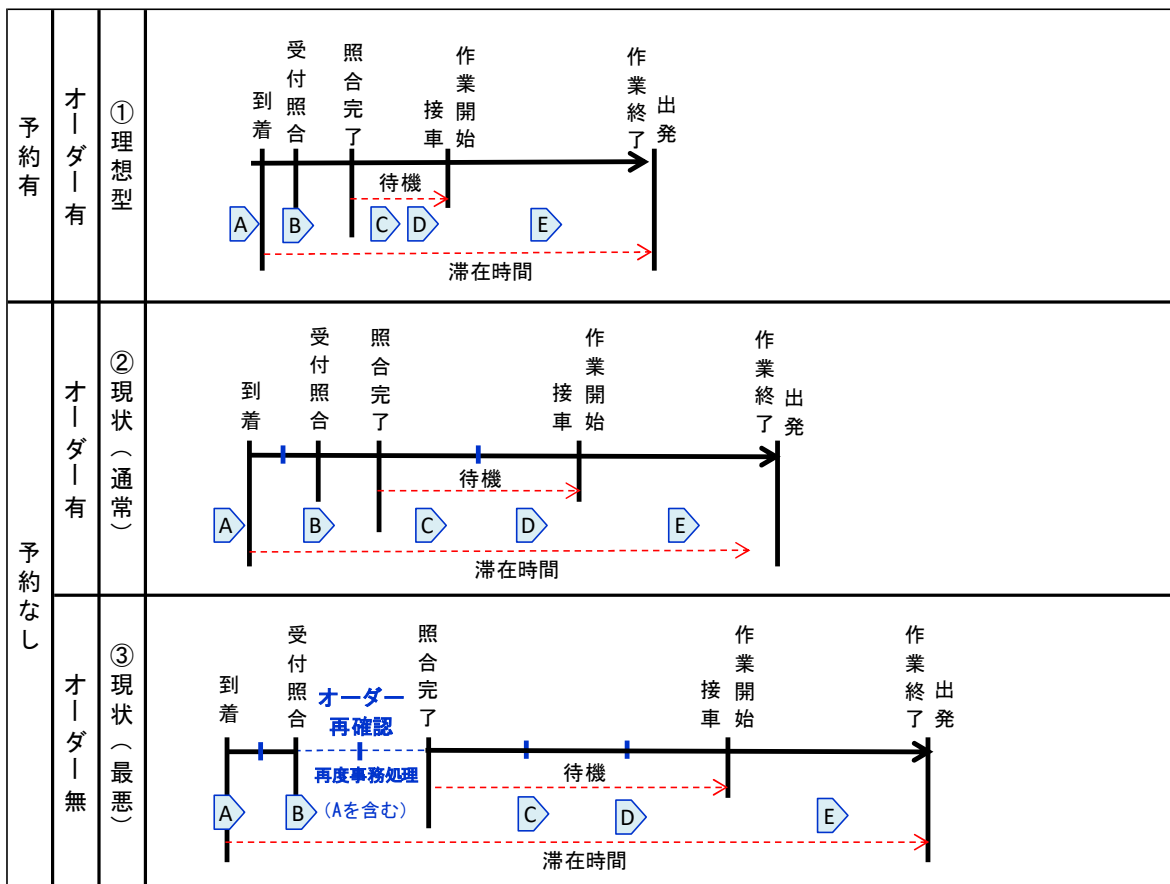 予約有
オーダー有
①理想型
到着
受付照合
照合完了
接車
作業開始
作業終了
出発
待機
A
B
C
D
E
滞在時間
予約なし
オーダー有
②現状（通常）
到着
受付照合
照合完了
接車
作業開始
作業終了
出発
待機
A
B
C
D
E
滞在時間
オーダー無
③現状（最悪）
到着
受付照合
オーダー
再確認
再度事務処理
（Aを含む）
照合完了
接車
作業開始
作業終了
出発
待機
A
B
C
D
E
滞在時間